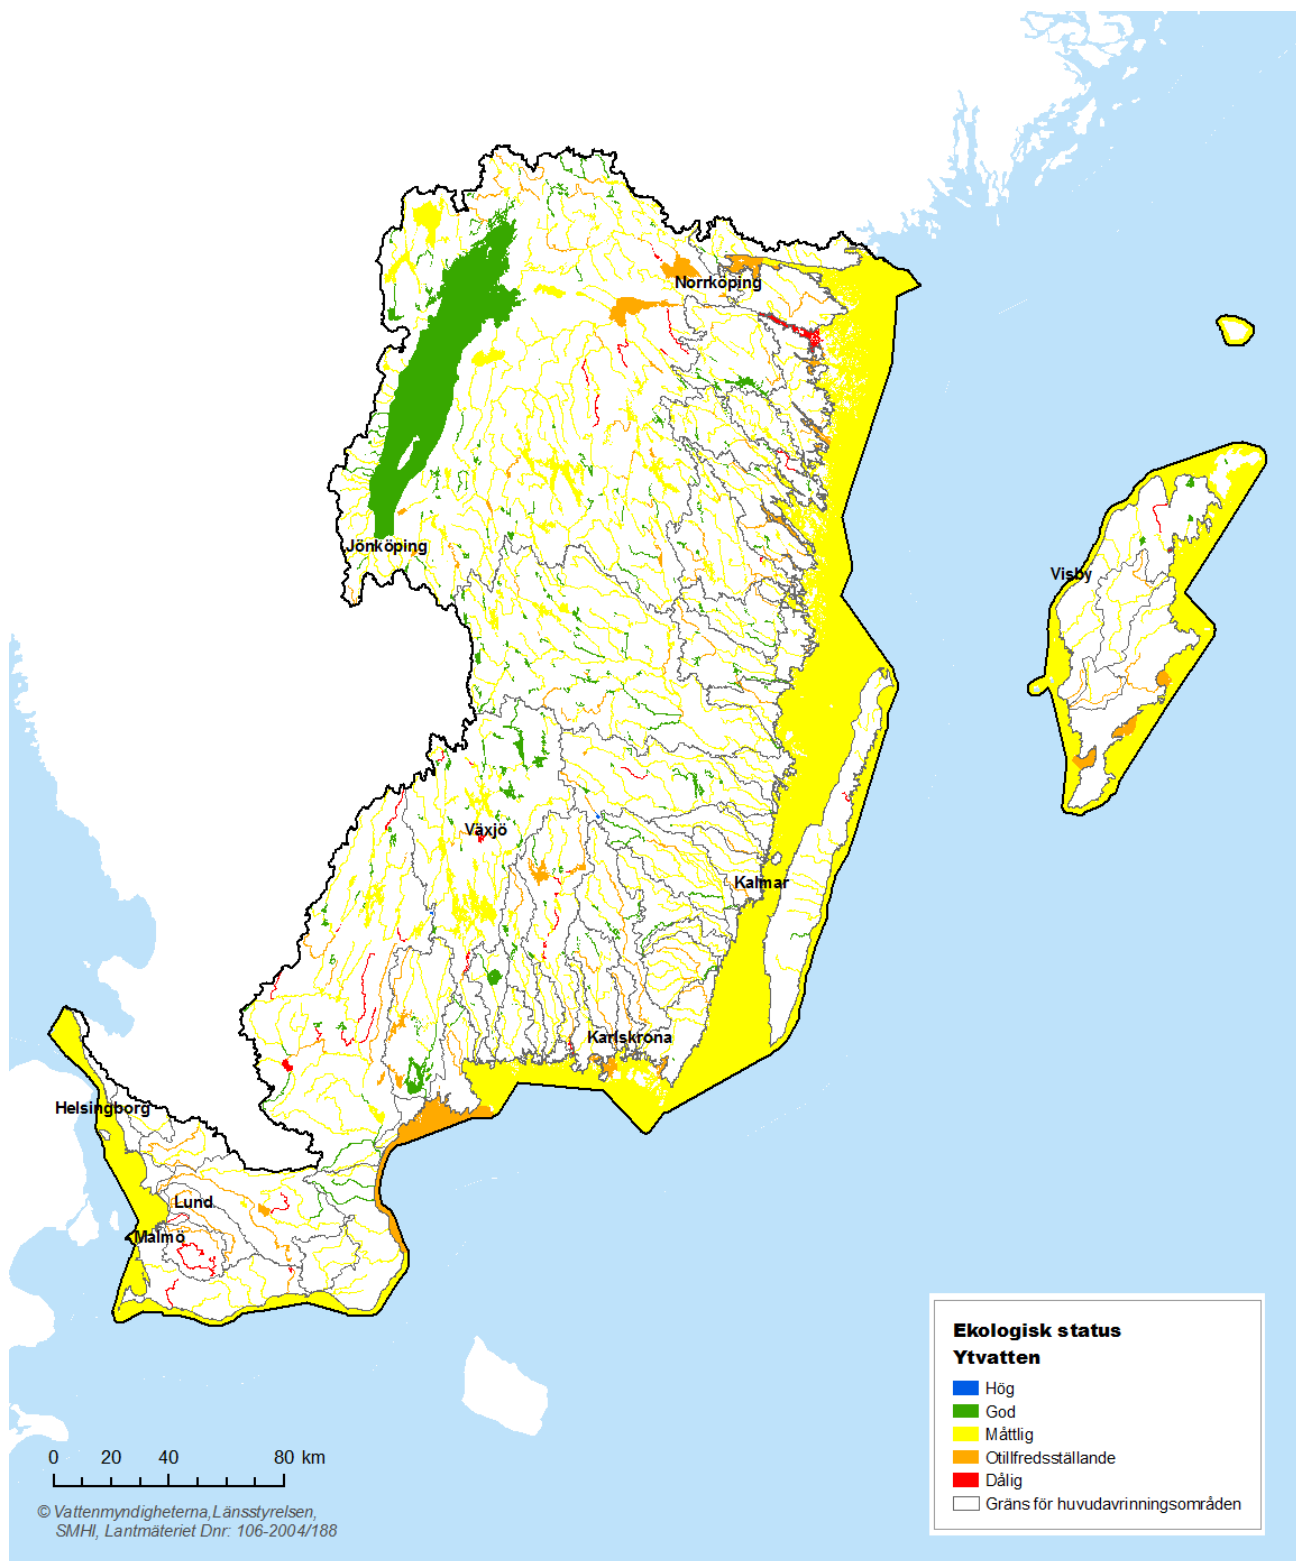 Norrköping
Jönköping
Visby
Växjö
Kalmar
Karlskrona
Helsingborg
Lund
Malmö
Ekologisk status
Ytvatten
Hög
God
Måttlig
Otillfredsställande
Dålig
Gräns för huvudavrinningsområden
0 20 40 80 km
© Vattenmyndigheterna,Länsstyrelsen,
SMHI, Lantmäteriet Dnr: 106-2004/188